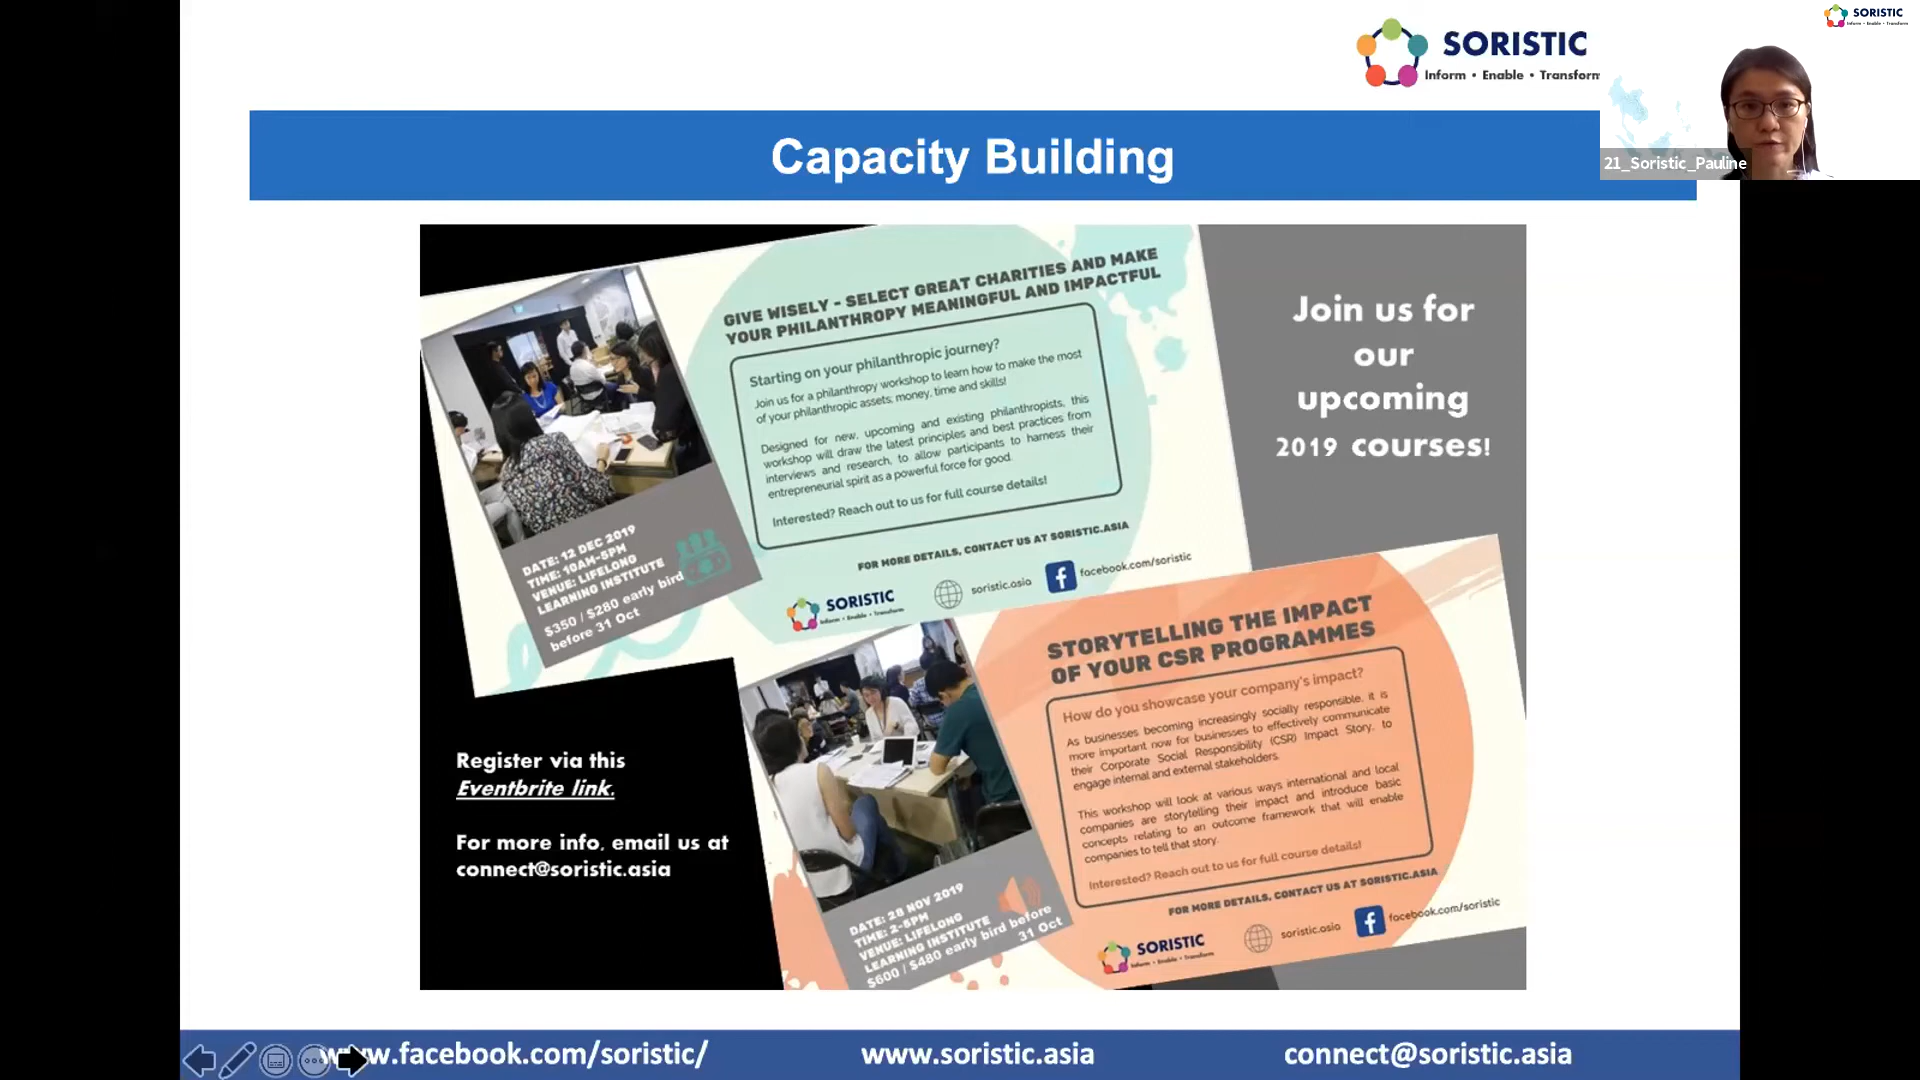 SORISTIC
Inform • Enable • Transform
SORISTIC
Inform • Enable • Transform
21_Soristic_Pauline
Capacity Building
GIVE WISELY - SELECT GREAT CHARITIES AND MAKE
YOUR PHILANTHROPY MEANINGFUL AND IMPACTFUL
Starting on your philanthropic journey?
Join us for a philanthropy workshop to learn how to make the most
of your philanthropic assets; money, time and skills!
Designed for new, upcoming and existing philanthropists, this
workshop will draw the latest principles and best practices from
interviews and research, to allow participants to harness their
entrepreneurial spirit as a powerful force for good.
Interested? Reach out to us for full course details!
FOR MORE DETAILS, CONTACT US AT SORISTIC.ASIA
SORISTIC
Inform • Enable • Transform
soristic.asia
facebook.com/soristic
DATE: 12 DEC 2019
TIME: 10AM-5PM
VENUE: LIFELONG
LEARNING INSTITUTE
$350 / $280 early bird
before 31 Oct
Join us for
our
upcoming
2019 courses!
STORYTELLING THE IMPACT
OF YOUR CSR PROGRAMMES
How do you showcase your company's impact?
As businesses becoming increasingly socially responsible, it is
more important now for businesses to effectively communicate
their Corporate Social Responsibility (CSR) Impact Story, to
engage internal and external stakeholders.
This workshop will look at various ways international and local
companies are storytelling their impact and introduce basic
concepts relating to an outcome framework that will enable
companies to tell that story.
Interested? Reach out to us for full course details!
FOR MORE DETAILS, CONTACT US AT SORISTIC.ASIA
SORISTIC
Inform • Enable • Transform
soristic.asia
facebook.com/soristic
DATE: 28 NOV 2019
TIME: 2-5PM
VENUE: LIFELONG
LEARNING INSTITUTE
$600 / $480 early bird before
31 Oct
Register via this
Eventbrite link.
For more info, email us at
connect@soristic.asia
www.facebook.com/soristic/
www.soristic.asia
connect@soristic.asia